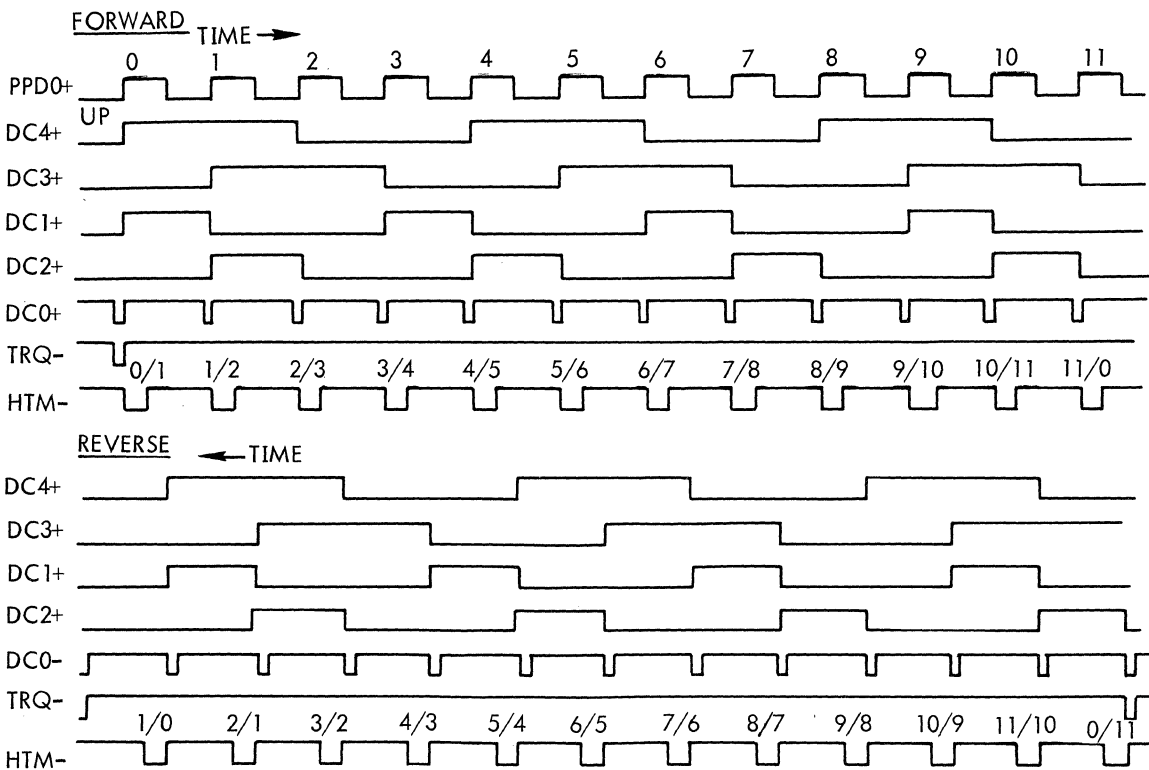 FORWARD TIME
0 1 2 3 4 5 6 7 8 9 10 11
PPD0+
UP
DC4+
DC3+
DC1+
DC2+
DC0+
TRQ-
0/1 1/2 2/3 3/4 4/5 5/6 6/7 7/8 8/9 9/10 10/11 11/0
HTM-
REVERSE TIME
DC4+
DC3+
DC1+
DC2+
DC0-
TRQ-
1/0 2/1 3/2 4/3 5/4 6/5 7/6 8/7 9/8 10/9 11/10 0/11
HTM-